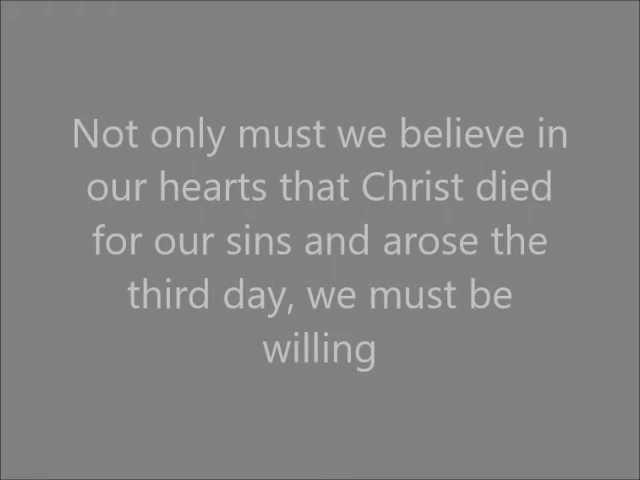 Not only must we believe in
our hearts that Christ died
for our sins and arose the
third day, we must be
willing